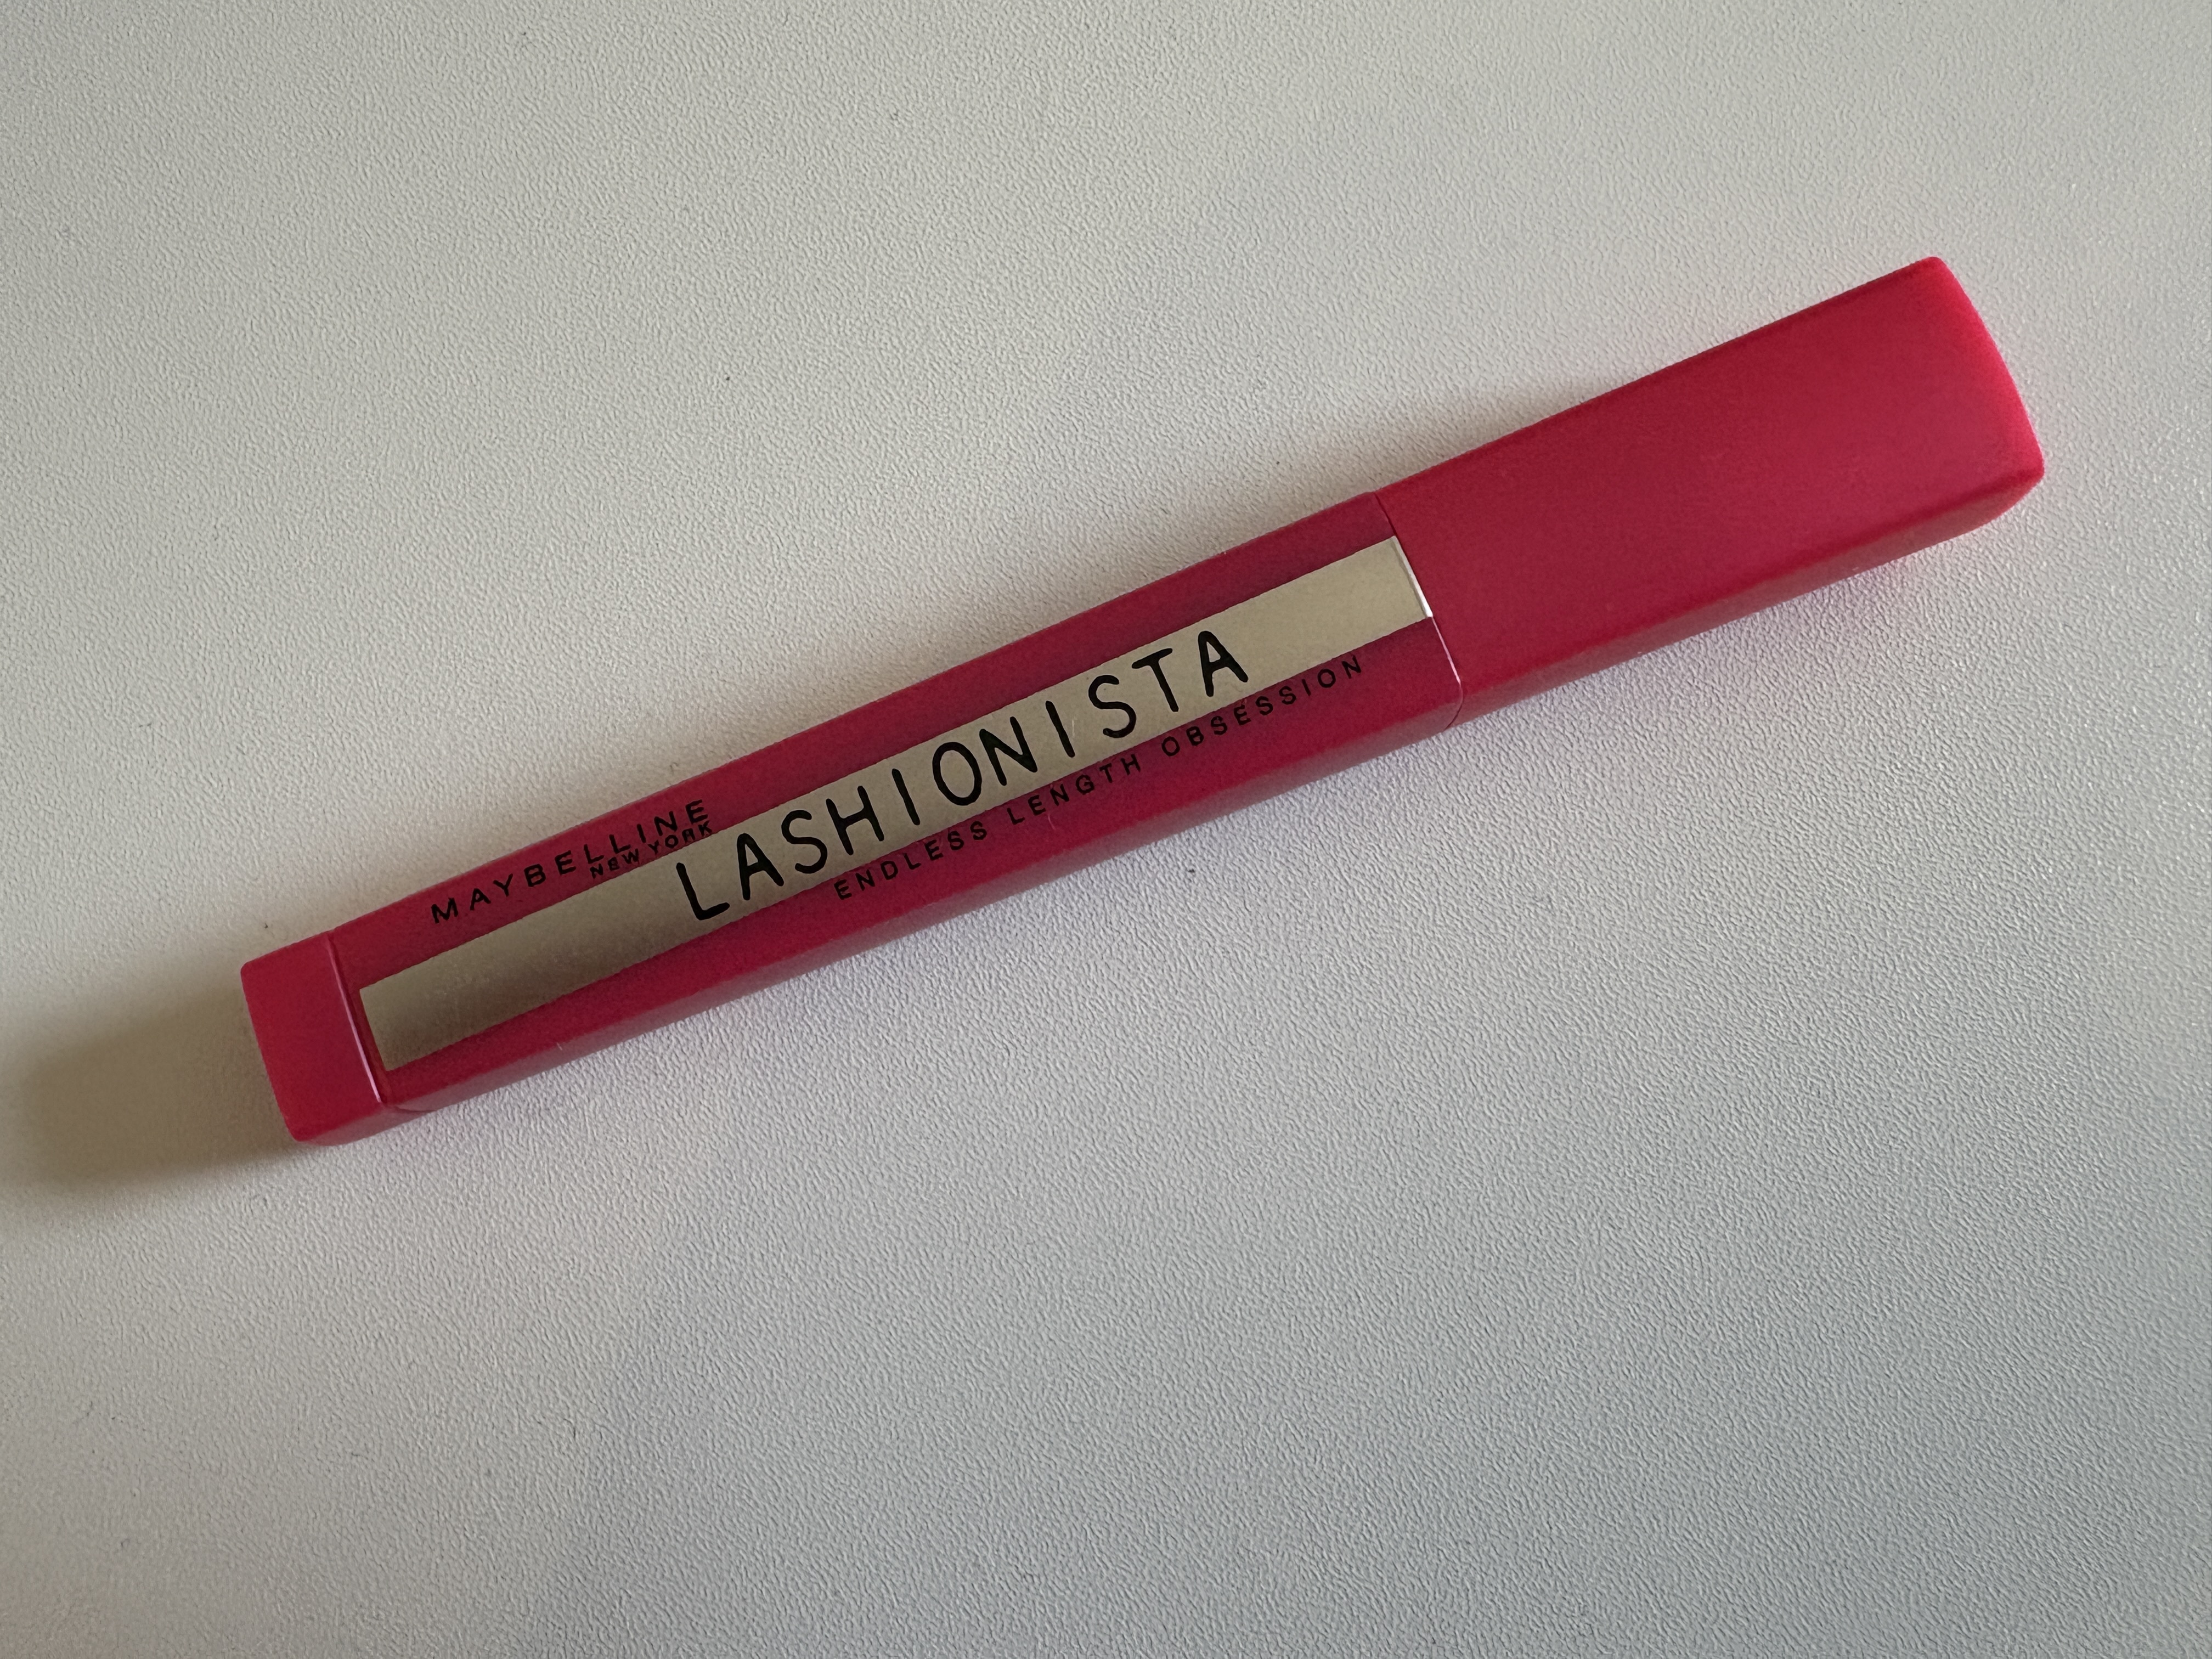 MAYBELLINE
NEW YORK
LASHIONISTA
ENDLESS LENGTH OBSESSION